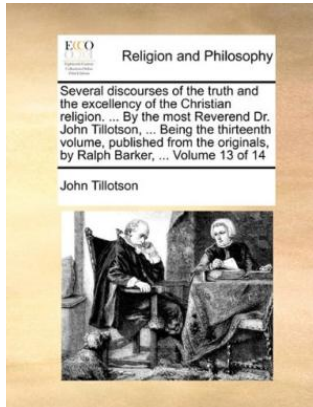 ECCO
Religion and Philosophy
Several discourses of the truth and
the excellency of the Christian
religion. ... By the most Reverend Dr.
John Tillotson, ... Being the thirteenth
volume, published from the originals,
by Ralph Barker, ... Volume 13 of 14
John Tillotson